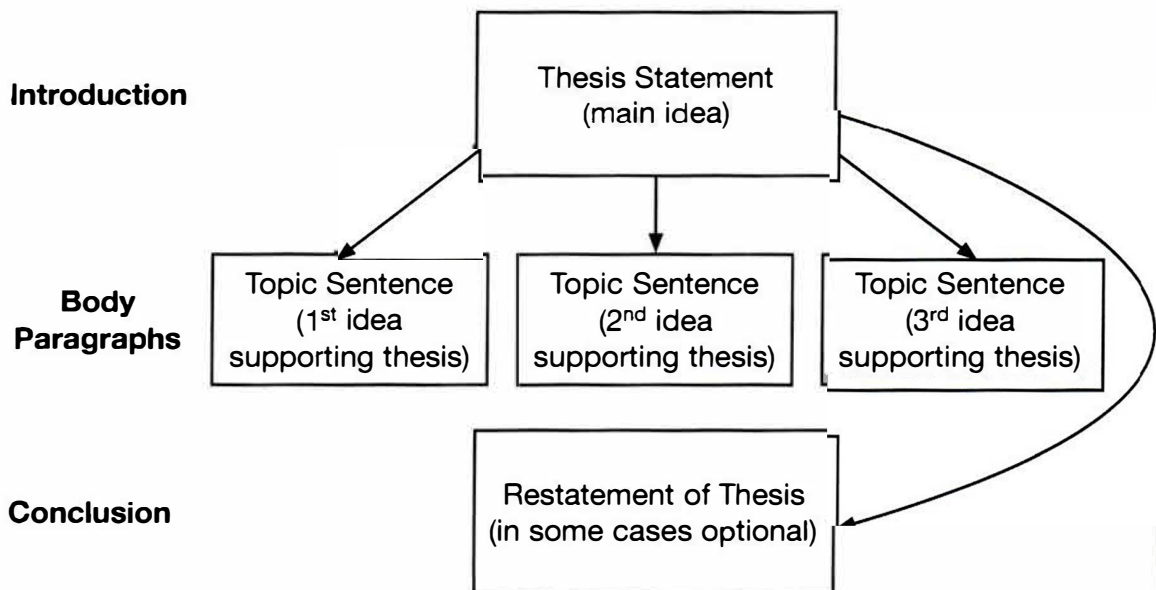 Introduction
Thesis Statement
(main idea)
Body
Paragraphs
Topic Sentence
(1st idea
supporting thesis)
Topic Sentence
(2nd idea
supporting thesis)
Topic Sentence
(3rd idea
supporting thesis)
Conclusion
Restatement of Thesis
(in some cases optional)